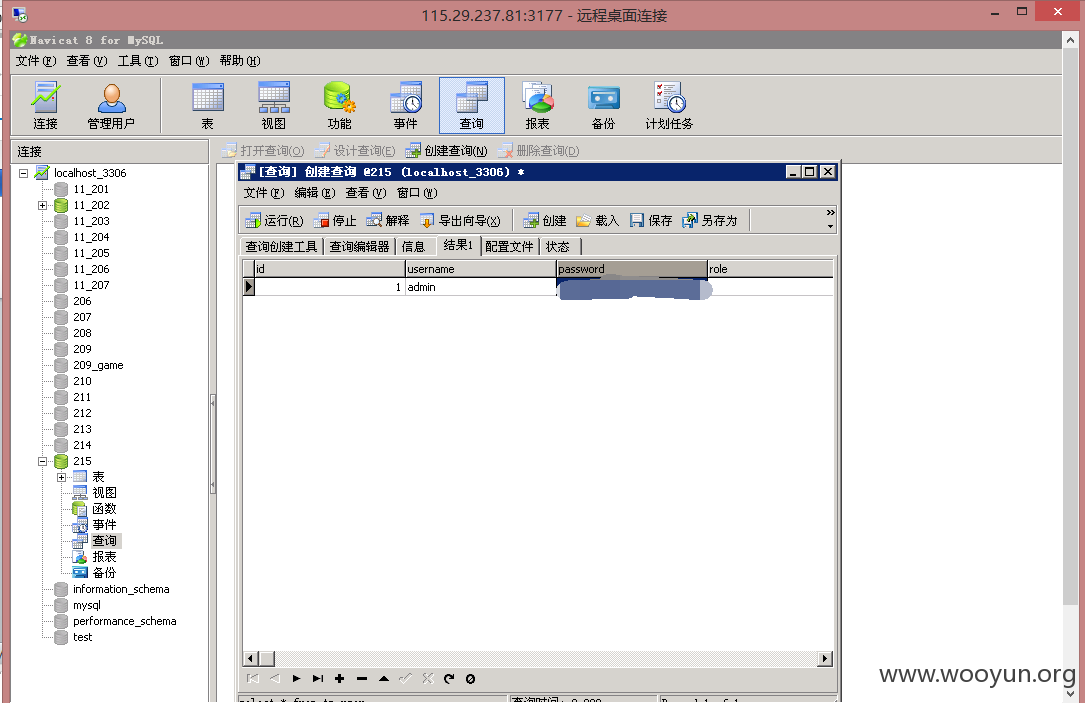 115.29.237.81:3177 - 远程桌面连接
Navicat 8 for MySQL
文件(F) 查看(V) 工具(T) 窗口(W) 帮助(H)
连接 管理用户 表 视图 功能 事件 查询 报表 备份 计划任务
连接
打开查询(O) 设计查询(E) 创建查询(N) 删除查询(D)
localhost_3306
11_201
11_202
11_203
11_204
11_205
11_206
11_207
206
207
208
209
209_game
210
211
212
213
214
215
表
视图
函数
事件
查询
报表
备份
information_schema
mysql
performance_schema
test
[查询] 创建查询 @215 (localhost_3306) *
文件(F) 编辑(E) 查看(V) 窗口(W)
运行(R) 停止 解释 导出向导(X) 创建 载入 保存 另存为
查询创建工具 查询编辑器 信息 结果1 配置文件 状态
id username password role
1 admin
www.wooyun.org